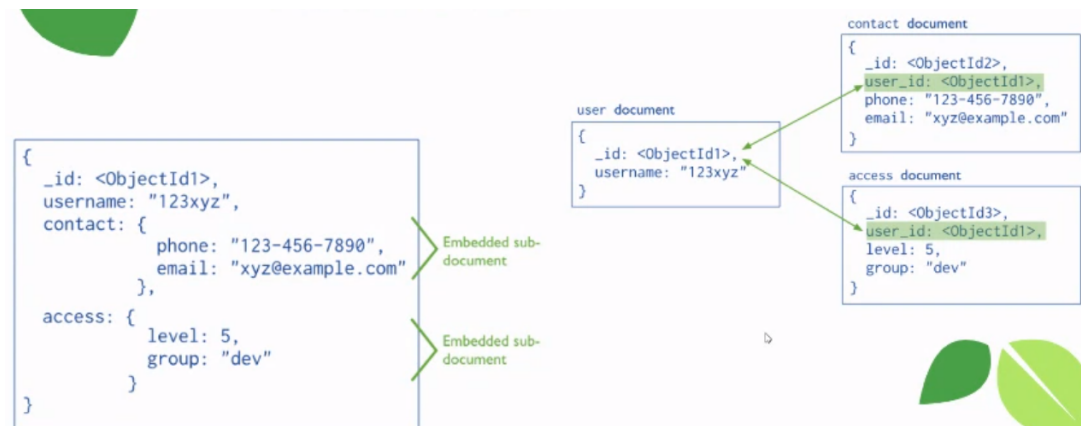 {
_id: <ObjectId1>,
username: "123xyz",
contact: {
phone: "123-456-7890",
email: "xyz@example.com"
},
access: {
level: 5,
group: "dev"
}
}
Embedded sub-
document
Embedded sub-
document
user document
{
_id: <ObjectId1>,
username: "123xyz"
}
contact document
{
_id: <ObjectId2>,
user_id: <ObjectId1>,
phone: "123-456-7890",
email: "xyz@example.com"
}
access document
{
_id: <ObjectId3>,
user_id: <ObjectId1>,
level: 5,
group: "dev"
}